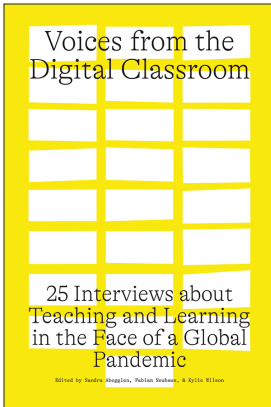 Voices from the
Digital Classroom
25 Interviews about
Teaching and Learning
in the Face of a Global
Pandemic
Edited by Sandra Abegglen, Fabian Neuhaus, & Kylie Wilson